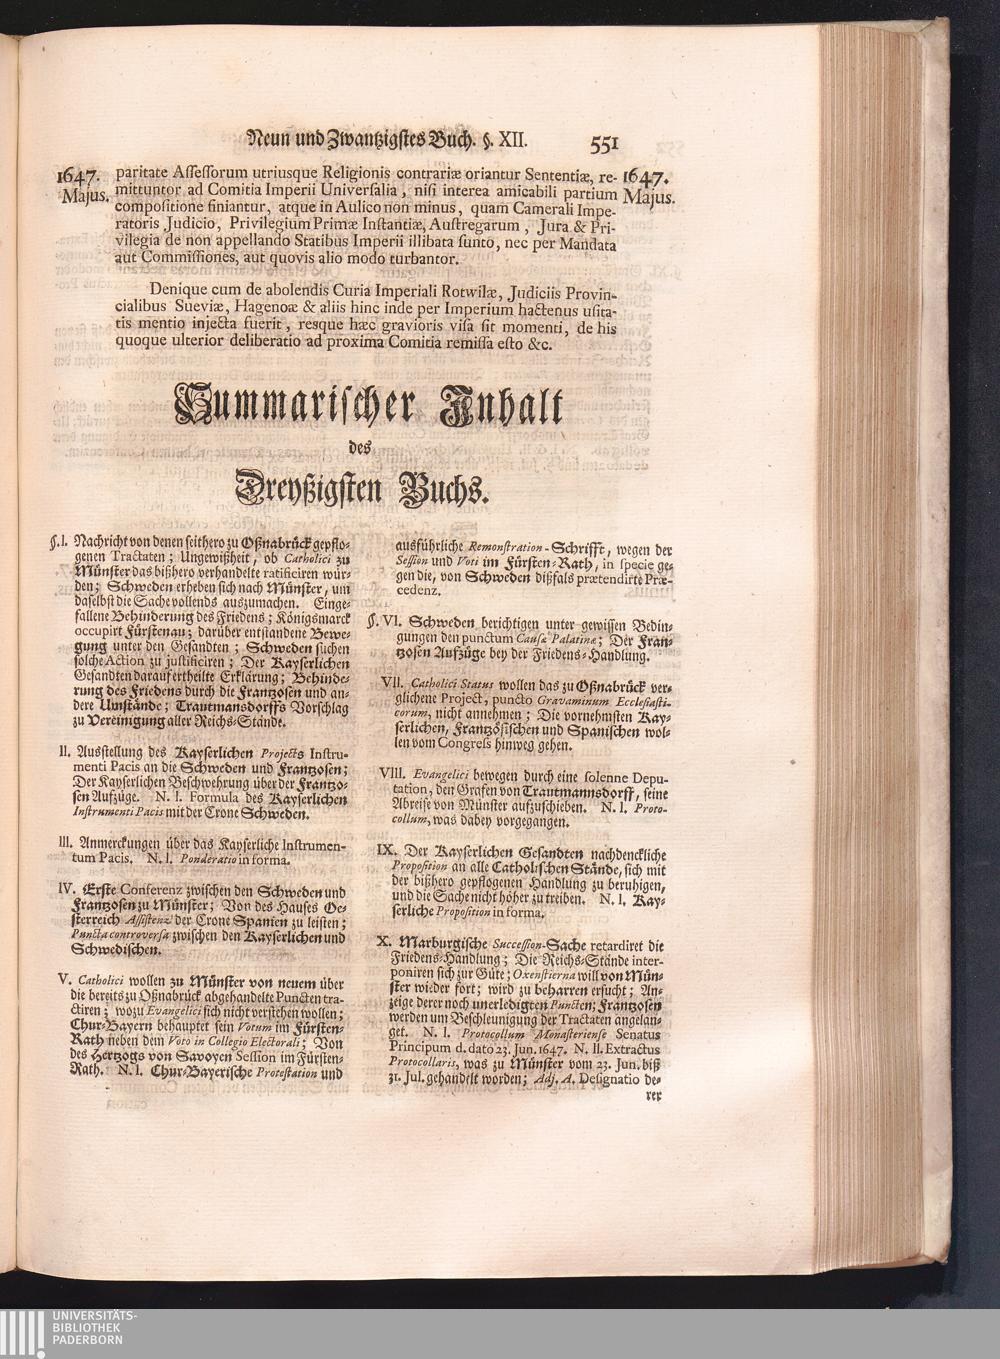 Neun und Zwantzigstes Buch. §. XII. 551
1647.
Majus.
paritate Assessorum utriusque Religionis contrariæ oriantur Sententiæ, re-
mittuntor ad Comitia Imperii Universalia, nisi interea amicabili partium
compositione finiantur, atque in Aulico non minus, quam Camerali Impe-
ratoris Judicio, Privilegium Primæ Instantiæ, Austregarum, Jura & Pri-
vilegia de non appellando Statibus Imperii illibata sunto, nec per Mandata
aut Commissiones, aut quovis alio modo turbantor.
1647.
Majus.
Denique cum de abolendis Curia Imperiali Rotwilæ, Judiciis Provin-
cialibus Sueviæ, Hagenoæ & aliis hinc inde per Imperium hactenus usita-
tis mentio injecta fuerit, resque hæc gravioris visa sit momenti, de his
quoque ulterior deliberatio ad proxima Comitia remissa esto &c.
Summarischer Inhalt
des
Dreyßigsten Buchs.
§. I. Nachricht von denen seithero zu Oßnabrück gepflo-
genen Tractaten; Ungewißheit, ob Catholici zu
Münster das bißhero verhandelte ratificiren wür-
den; Schweden erheben sich nach Münster, um
daselbst die Sache vollends auszumachen. Einge-
fallene Behinderung des Friedens; Königsmarck
occupirt Fürstenau; darüber entstandene Bewe-
gung unter den Gesandten; Schweden suchen
solche Action zu justificiren; Der Kayserlichen
Gesandten darauf ertheilte Erklärung; Behinde-
rung des Friedens durch die Frantzosen und an-
dere Umstände; Trautmansdorffs Vorschlag
zu Vereinigung aller Reichs-Stände.
II. Ausstellung des Kayserlichen Projects Instru-
menti Pacis an die Schweden und Frantzosen;
Der Kayserlichen Beschwehrung über der Frantzo-
sen Aufzüge. N. I. Formula des Kayserlichen
Instrumenti Pacis mit der Crone Schweden.
III. Anmerckungen über das Kayserliche Instrumen-
tum Pacis. N. I. Ponderatio in forma.
IV. Erste Conferenz zwischen den Schweden und
Frantzosen zu Münster; Von des Hauses Oe-
sterreich Assistenz der Crone Spanien zu leisten;
Puncta controversa zwischen den Kayserlichen und
Schwedischen.
V. Catholici wollen zu Münster von neuem über
die bereits zu Oßnabrück abgehandelte Puncten tra-
ctiren; wozu Evangelici sich nicht verstehen wollen;
Chur-Bayern behauptet sein Votum im Fürsten-
Rath neben dem Voto in Collegio Electorali; Von
des Hertzogs von Savoyen Session im Fürsten-
Rath. N. I. Chur-Bayerische Protestation und
ausführliche Remonstration-Schrifft, wegen der
Session und Voti im Fürsten-Rath, in specie ge-
gen die, von Schweden dißfals prætendirte Præ-
cedenz.
§. VI. Schweden berichtigen unter gewissen Bedin-
gungen den punctum Causæ Palatinæ; Der Fran-
tzosen Aufzüge bey der Friedens-Handlung.
VII. Catholici Status wollen das zu Oßnabrück ver-
glichene Project, puncto Gravaminum Ecclesiasti-
corum, nicht annehmen; Die vornehmsten Kay-
serlichen, Frantzösischen und Spanischen wol-
len vom Congress hinweg gehen.
VIII. Evangelici bewegen durch eine solenne Depu-
tation, den Grafen von Trautmannsdorff, seine
Abreise von Münster aufzuschieben. N. I. Proto-
collum, was dabey vorgegangen.
IX. Der Kayserlichen Gesandten nachdenckliche
Proposition an alle Catholischen Stände, sich mit
der bißhero gepflogenen Handlung zu beruhigen,
und die Sache nicht höher zu treiben. N. I. Kay-
serliche Proposition in forma.
X. Marburgische Succession-Sache retardiret die
Friedens-Handlung; Die Reichs-Stände inter-
poniren sich zur Güte; Oxenstierna will von Mün-
ster wieder fort; wird zu beharren ersucht; An-
zeige derer noch unerledigten Puncten; Frantzosen
werden um Beschleunigung der Tractaten angelan-
get. N. I. Protocollum Monasteriense Senatus
Principum d. dato 23. Jun. 1647. N. II. Extractus
Protocollaris, was zu Münster vom 23. Jun. biß
31. Jul. gehandelt worden; Adj. A. Designatio de-
rer
UNIVERSITÄTS-
BIBLIOTHEK
PADERBORN